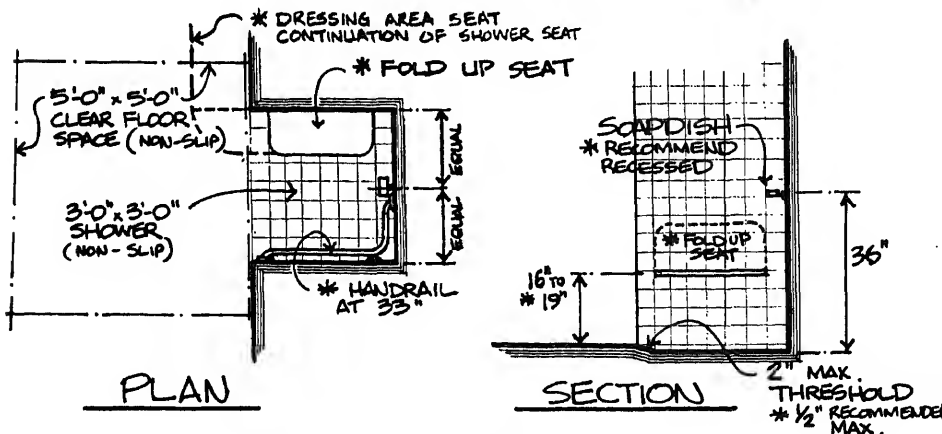 * DRESSING AREA SEAT
CONTINUATION OF SHOWER SEAT
* FOLD UP SEAT
5'-0" x 5'-0"
CLEAR FLOOR
SPACE (NON-SLIP)
3'-0" x 3'-0"
SHOWER
(NON-SLIP)
EQUAL
EQUAL
* HANDRAIL
AT 33"
PLAN
SOAPDISH
* RECOMMEND
RECESSED
* FOLD UP
SEAT
16" TO
* 19"
36"
2" MAX.
THRESHOLD
* 1/2" RECOMMENDED
MAX.
SECTION